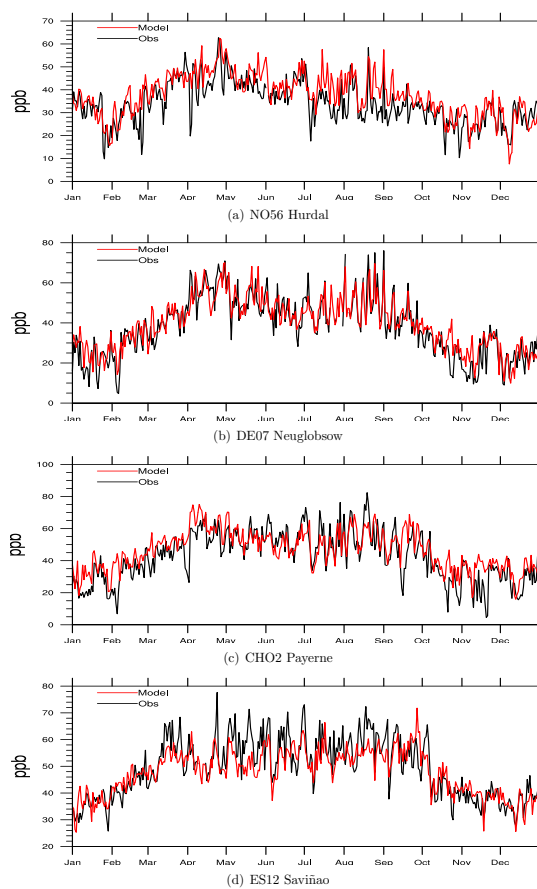 70
Model
Obs
60
50
40
30
20
10
0
ppb
Jan Feb Mar Apr May Jun Jul Aug Sep Oct Nov Dec
(a) NO56 Hurdal
80
Model
Obs
60
40
20
0
ppb
Jan Feb Mar Apr May Jun Jul Aug Sep Oct Nov Dec
(b) DE07 Neuglobsow
100
Model
Obs
80
60
40
20
0
ppb
Jan Feb Mar Apr May Jun Jul Aug Sep Oct Nov Dec
(c) CHO2 Payerne
80
Model
Obs
70
60
50
40
30
20
ppb
Jan Feb Mar Apr May Jun Jul Aug Sep Oct Nov Dec
(d) ES12 Saviñao